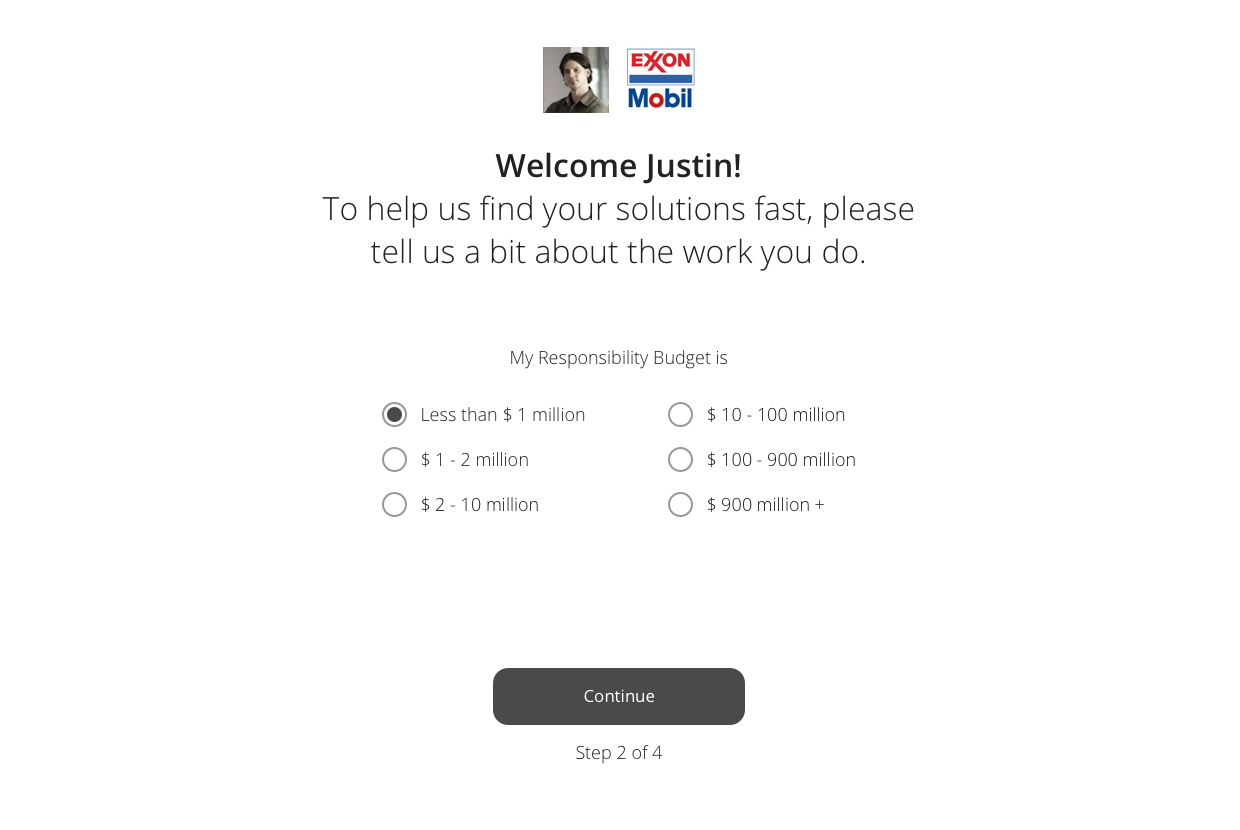 EXXON
Mobil
Welcome Justin!
To help us find your solutions fast, please
tell us a bit about the work you do.
My Responsibility Budget is
Less than $ 1 million
$ 1 - 2 million
$ 2 - 10 million
$ 10 - 100 million
$ 100 - 900 million
$ 900 million +
Continue
Step 2 of 4